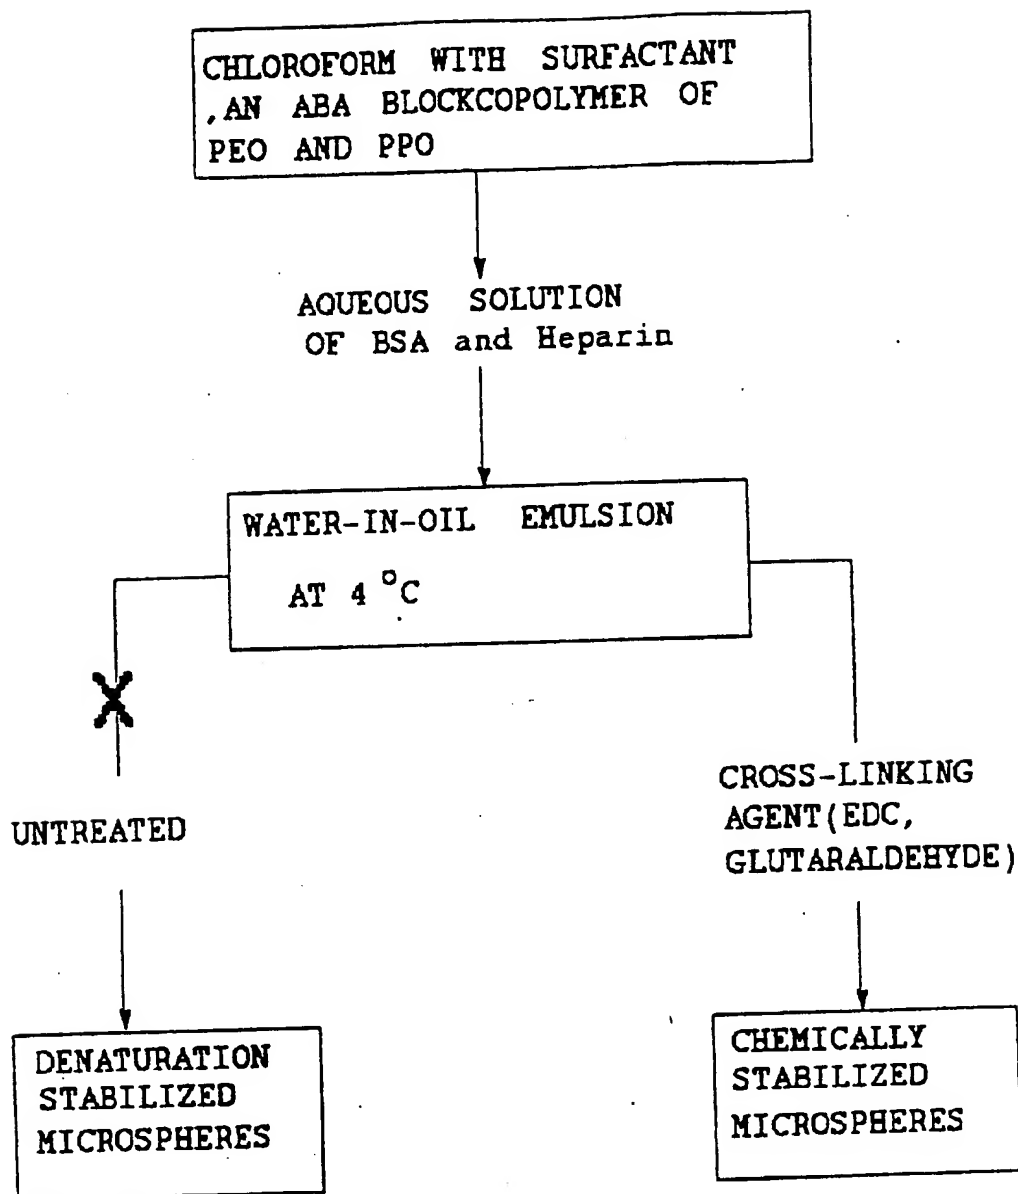 CHLOROFORM WITH SURFACTANT
,AN ABA BLOCKCOPOLYMER OF
PEO AND PPO
AQUEOUS SOLUTION
OF BSA and Heparin
WATER-IN-OIL EMULSION
AT 4 °C
UNTREATED
CROSS-LINKING
AGENT(EDC,
GLUTARALDEHYDE)
DENATURATION
STABILIZED
MICROSPHERES
CHEMICALLY
STABILIZED
MICROSPHERES